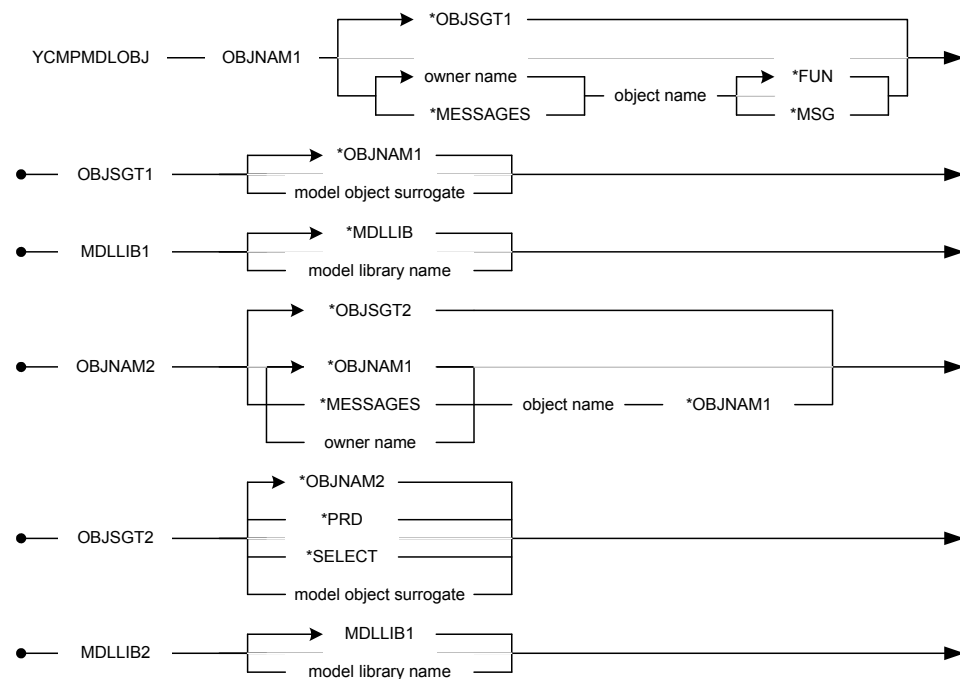 *OBJSGT1
YCMPMDLOBJ OBJNAM1
owner name *FUN
object name
*MESSAGES *MSG
*OBJNAM1
OBJSGT1
model object surrogate
*MDLLIB
MDLLIB1
model library name
*OBJSGT2
OBJNAM2 *OBJNAM1
*MESSAGES object name *OBJNAM1
owner name
*OBJNAM2
*PRD
OBJSGT2
*SELECT
model object surrogate
MDLLIB1
MDLLIB2
model library name